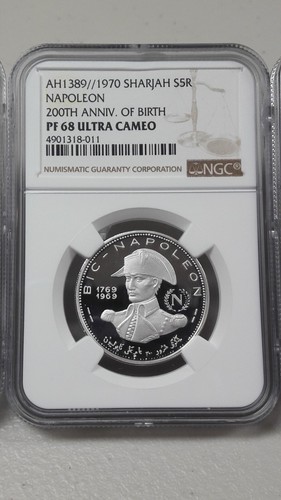 AH1389//1970 SHARJAH S5R
NAPOLEON
200TH ANNIV. OF BIRTH
PF 68 ULTRA CAMEO
4901318-011
NUMISMATIC GUARANTY CORPORATION
NGC®
BIC - NAPOLEON I
1769
1969
N